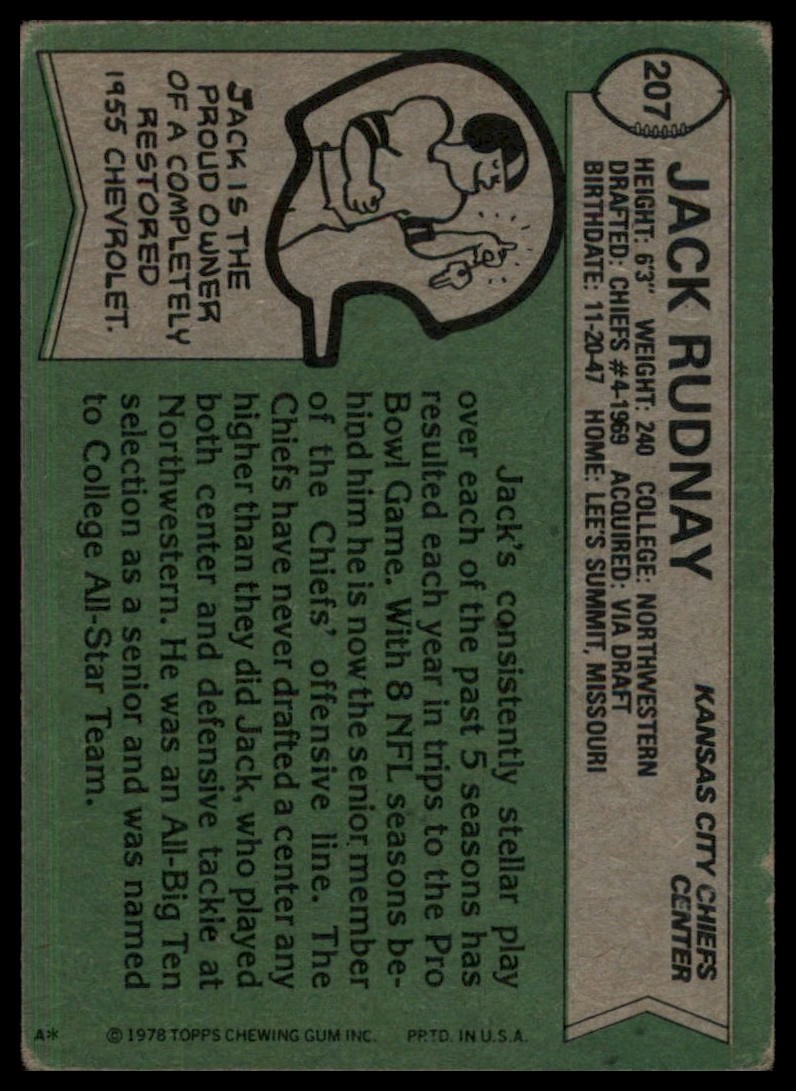 207
JACK RUDNAY
KANSAS CITY CHIEFS
CENTER
HEIGHT: 6'3" WEIGHT: 240 COLLEGE: NORTHWESTERN
DRAFTED: CHIEFS #4-1969 ACQUIRED: VIA DRAFT
BIRTHDATE: 11-20-47 HOME: LEE'S SUMMIT, MISSOURI
JACK IS THE
PROUD OWNER
OF A COMPLETELY
RESTORED
1955 CHEVROLET.
Jack's consistently stellar play
over each of the past 5 seasons has
resulted each year in trips to the Pro
Bowl Game. With 8 NFL seasons be-
hind him he is now the senior member
of the Chiefs' offensive line. The
Chiefs have never drafted a center any
higher than they did Jack, who played
both center and defensive tackle at
Northwestern. He was an All-Big Ten
selection as a senior and was named
to College All-Star Team.
A* © 1978 TOPPS CHEWING GUM INC. PRTD. IN U.S.A.